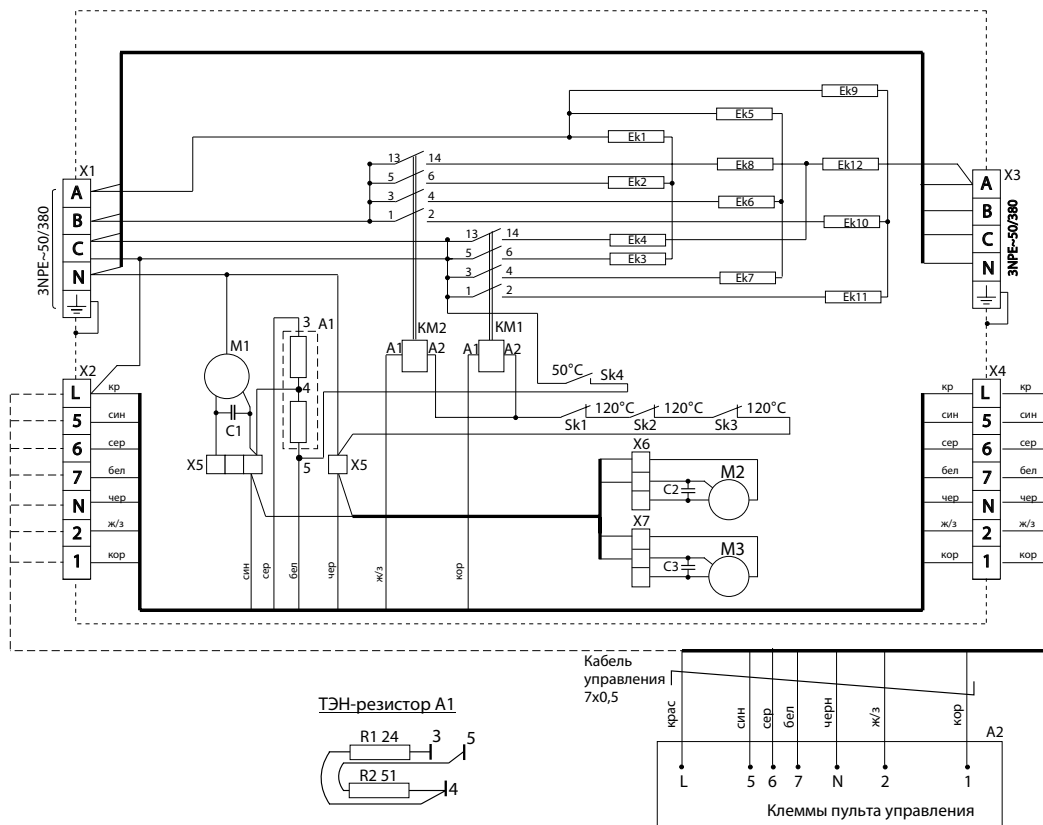 Ek9
Ek5
Ek1
13
14
Ek8
Ek12
X1
X3
A
5
6
Ek2
A
3
4
Ek6
B
1
2
Ek10
B
C
13
14
Ek4
C
5
6
Ek3
N
3
4
Ek7
N
1
2
Ek11
3NPE~50/380
3NPE~50/380
3
A1
KM2
KM1
M1
A1
A2
A1
A2
X2
4
50°C
Sk4
X4
L
кр
C1
120°C
120°C
120°C
кр
L
кр
5
син
Sk1
Sk2
Sk3
син
5
син
6
сер
X5
5
X5
X6
сер
6
сер
7
бел
M2
бел
7
бел
C2
N
чер
X7
чер
N
чер
2
ж/з
M3
ж/з
2
ж/з
1
кор
C3
кор
1
кор
син
сер
бел
чер
ж/з
кор
Кабель
управления
7x0,5
ТЭН-резистор А1
R1 24
3
5
R2 51
4
крас
син
сер
бел
черн
ж/з
кор
A2
L
5
6
7
N
2
1
Клеммы пульта управления